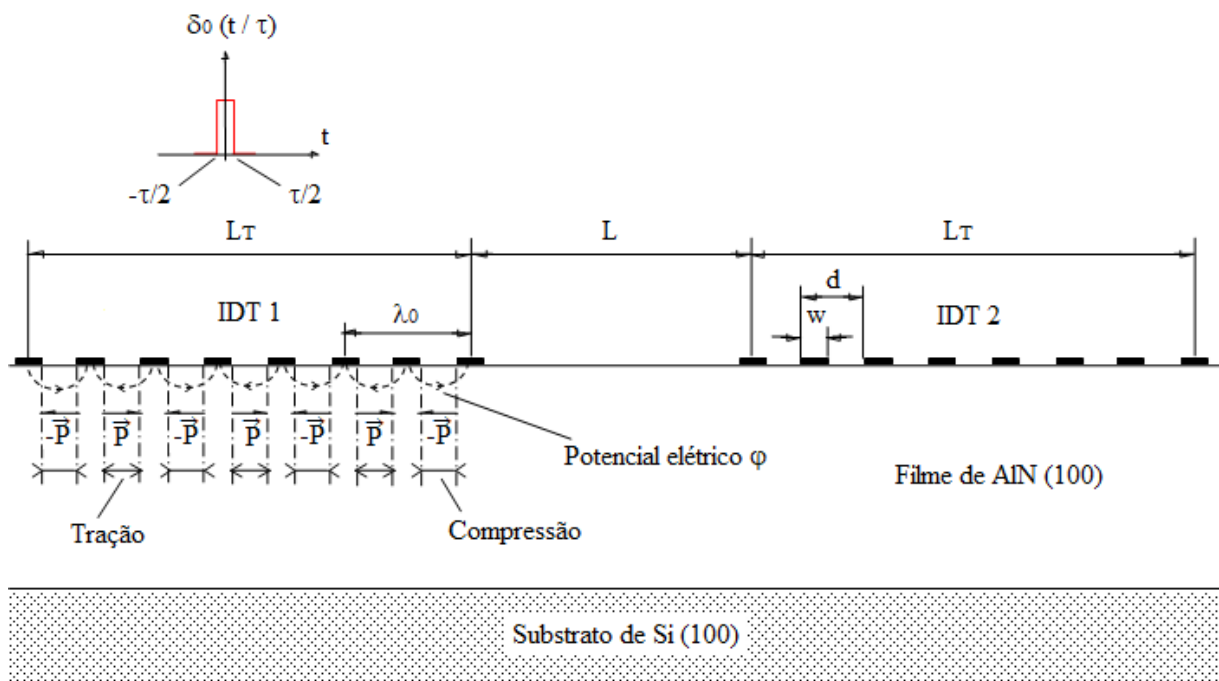 δ0 (t / τ)
t
-τ/2
τ/2
LT
L
LT
IDT 1
λ0
d
w
IDT 2
-P⃗
P⃗
-P⃗
P⃗
-P⃗
P⃗
-P⃗
Potencial elétrico φ
Filme de AlN (100)
Tração
Compressão
Substrato de Si (100)